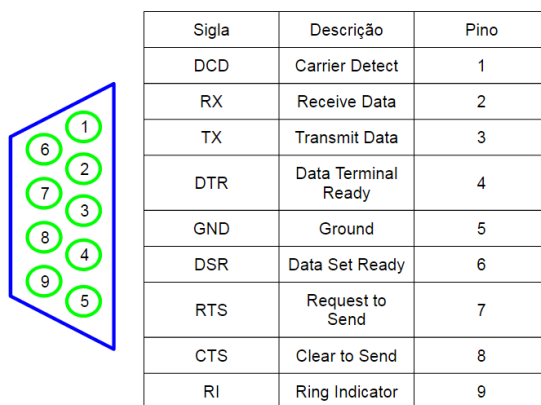 1
6
2
7
3
8
4
9
5
Sigla Descrição Pino
DCD Carrier Detect 1
RX Receive Data 2
TX Transmit Data 3
DTR Data Terminal
Ready 4
GND Ground 5
DSR Data Set Ready 6
RTS Request to
Send 7
CTS Clear to Send 8
RI Ring Indicator 9